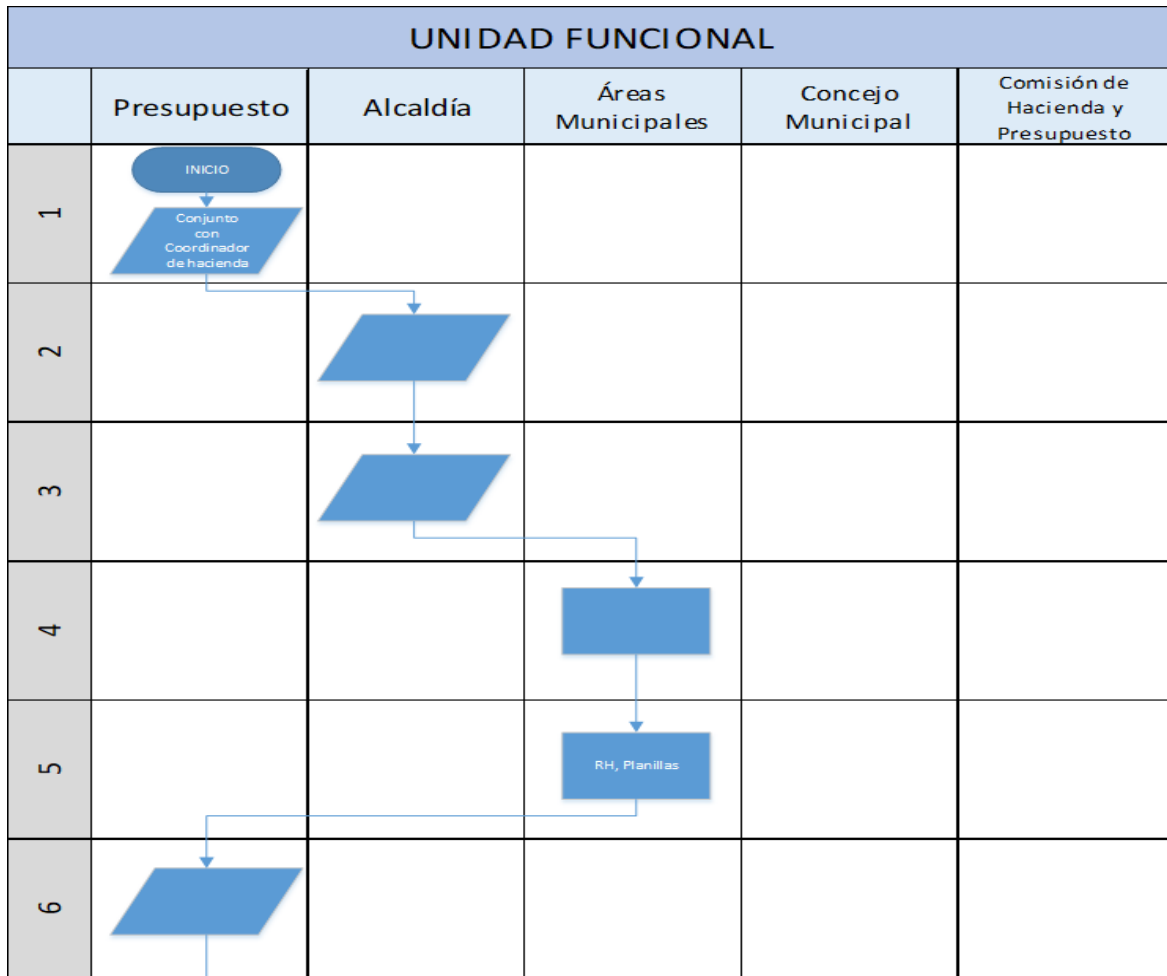 UNIDAD FUNCIONAL
Presupuesto
Alcaldía
Áreas
Municipales
Concejo
Municipal
Comisión de
Hacienda y
Presupuesto
1
INICIO
Conjunto
con
Coordinador
de hacienda
2
3
4
5
RH, Planillas
6